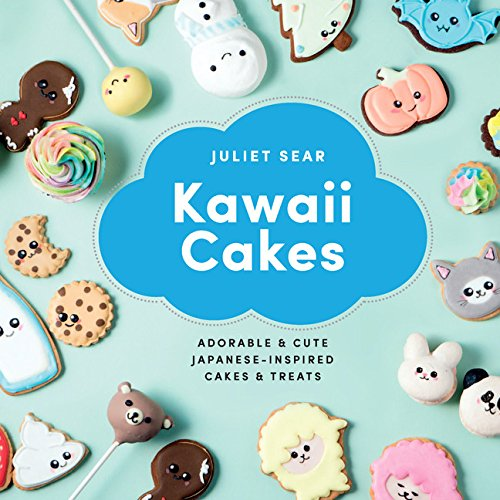 JULIET SEAR
Kawaii
Cakes
ADORABLE & CUTE
JAPANESE-INSPIRED
CAKES & TREATS